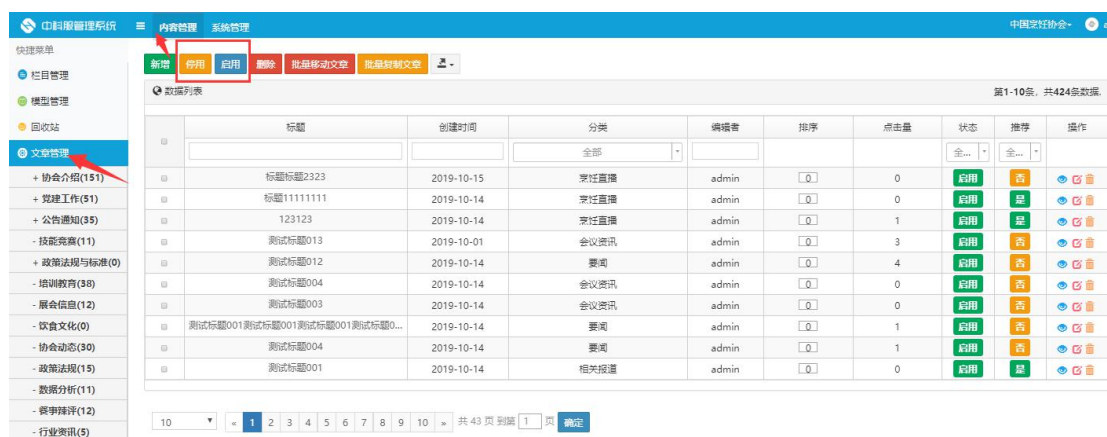 中科服管理系统 内容管理 系统管理 中国烹饪协会
快捷菜单
栏目管理
模型管理
回收站
文章管理
+ 协会介绍(151)
+ 党建工作(51)
+ 公告通知(35)
- 技能竞赛(11)
+ 政策法规与标准(0)
- 培训教育(38)
- 展会信息(12)
- 饮食文化(0)
- 协会动态(30)
- 政策法规(15)
- 数据分析(11)
- 赛事辣评(12)
- 行业资讯(5)
新增 停用 启用 删除 批量移动文章 批量复制文章
数据列表 第1-10条, 共424条数据.
标题 创建时间 分类 编辑者 排序 点击量 状态 推荐 操作
全部 全... 全...
标题标题2323 2019-10-15 烹饪直播 admin 0 0 启用 否
标题11111111 2019-10-14 烹饪直播 admin 0 0 启用 是
123123 2019-10-14 烹饪直播 admin 0 1 启用 是
测试标题013 2019-10-01 会议资讯 admin 0 3 启用 否
测试标题012 2019-10-14 要闻 admin 0 4 启用 否
测试标题004 2019-10-14 会议资讯 admin 0 0 启用 否
测试标题003 2019-10-14 会议资讯 admin 0 0 启用 否
测试标题001测试标题001测试标题001测试标题0... 2019-10-14 要闻 admin 0 1 启用 否
测试标题004 2019-10-14 要闻 admin 0 1 启用 否
测试标题001 2019-10-14 相关报道 admin 0 0 启用 是
10 « 1 2 3 4 5 6 7 8 9 10 » 共 43 页 到第 1 页 确定